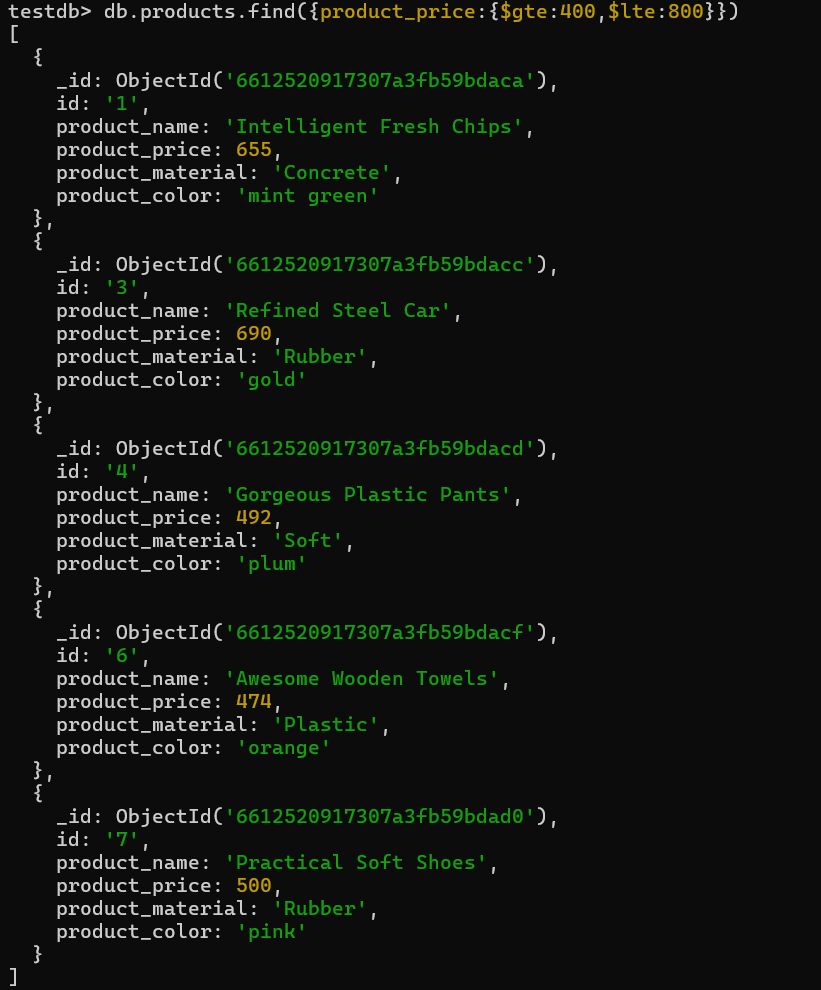 testdb> db.products.find({product_price:{$gte:400,$lte:800}})
[
  {
    _id: ObjectId('6612520917307a3fb59bdaca'),
    id: '1',
    product_name: 'Intelligent Fresh Chips',
    product_price: 655,
    product_material: 'Concrete',
    product_color: 'mint green'
  },
  {
    _id: ObjectId('6612520917307a3fb59bdacc'),
    id: '3',
    product_name: 'Refined Steel Car',
    product_price: 690,
    product_material: 'Rubber',
    product_color: 'gold'
  },
  {
    _id: ObjectId('6612520917307a3fb59bdacd'),
    id: '4',
    product_name: 'Gorgeous Plastic Pants',
    product_price: 492,
    product_material: 'Soft',
    product_color: 'plum'
  },
  {
    _id: ObjectId('6612520917307a3fb59bdacf'),
    id: '6',
    product_name: 'Awesome Wooden Towels',
    product_price: 474,
    product_material: 'Plastic',
    product_color: 'orange'
  },
  {
    _id: ObjectId('6612520917307a3fb59bdad0'),
    id: '7',
    product_name: 'Practical Soft Shoes',
    product_price: 500,
    product_material: 'Rubber',
    product_color: 'pink'
  }
]